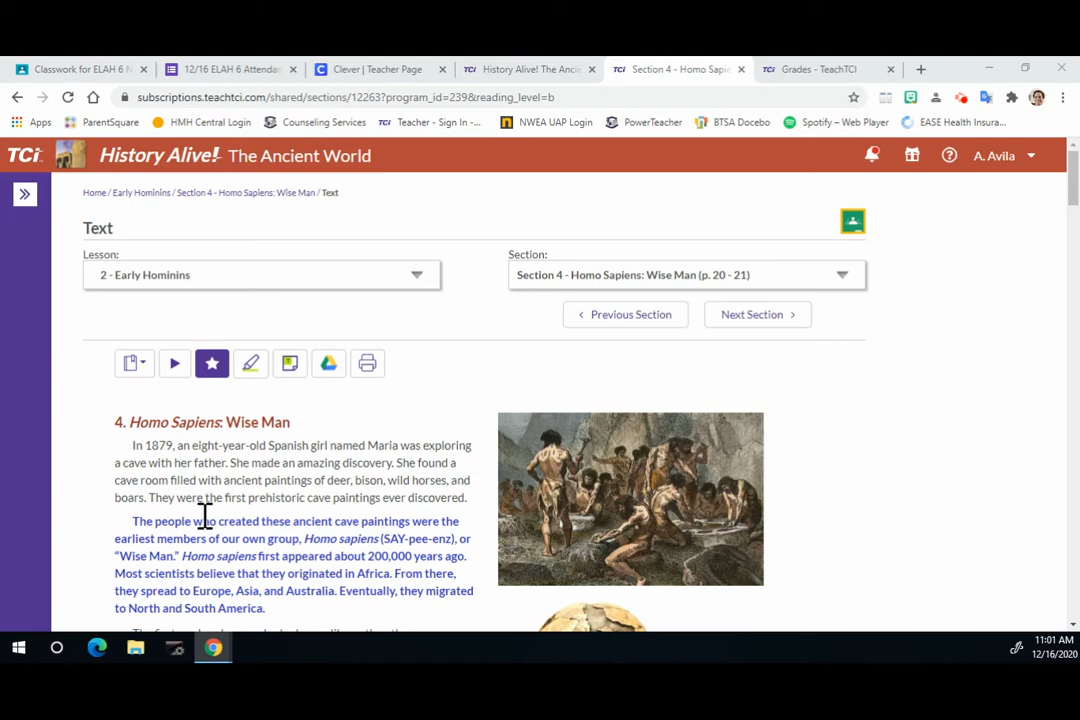 Classwork for ELAH 6 N
12/16 ELAH 6 Attendan
Clever | Teacher Page
TCi History Alive! The Ancie
TCi Section 4 - Homo Sapie
TCi Grades - TeachTCI
subscriptions.teachtci.com/shared/sections/12263?program_id=239&reading_level=b
Apps
ParentSquare
HMH Central Login
Counseling Services
TCi Teacher - Sign In -...
NWEA UAP Login
PowerTeacher
BTSA Docebo
Spotify – Web Player
EASE Health Insura...
TCi History Alive! The Ancient World
A. Avila
Home / Early Hominins / Section 4 - Homo Sapiens: Wise Man / Text
Text
Lesson:
2 - Early Hominins
Section:
Section 4 - Homo Sapiens: Wise Man (p. 20 - 21)
Previous Section
Next Section
4. Homo Sapiens: Wise Man
In 1879, an eight-year-old Spanish girl named Maria was exploring
a cave with her father. She made an amazing discovery. She found a
cave room filled with ancient paintings of deer, bison, wild horses, and
boars. They were the first prehistoric cave paintings ever discovered.
The people who created these ancient cave paintings were the
earliest members of our own group, Homo sapiens (SAY-pee-enz), or
“Wise Man.” Homo sapiens first appeared about 200,000 years ago.
Most scientists believe that they originated in Africa. From there,
they spread to Europe, Asia, and Australia. Eventually, they migrated
to North and South America.
11:01 AM
12/16/2020